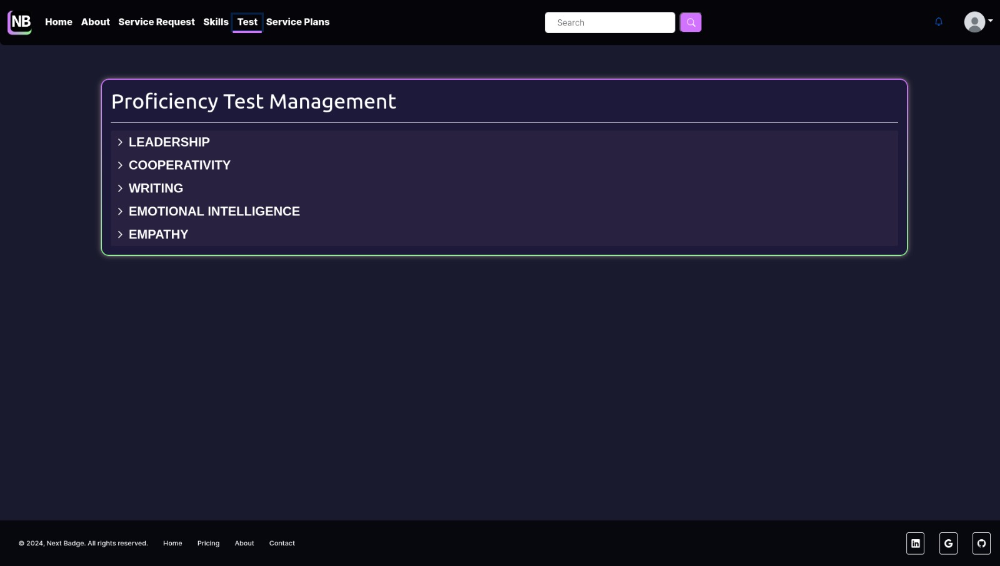 NB Home About Service Request Skills Test Service Plans Search
Proficiency Test Management
LEADERSHIP
COOPERATIVITY
WRITING
EMOTIONAL INTELLIGENCE
EMPATHY
© 2024, Next Badge. All rights reserved. Home Pricing About Contact